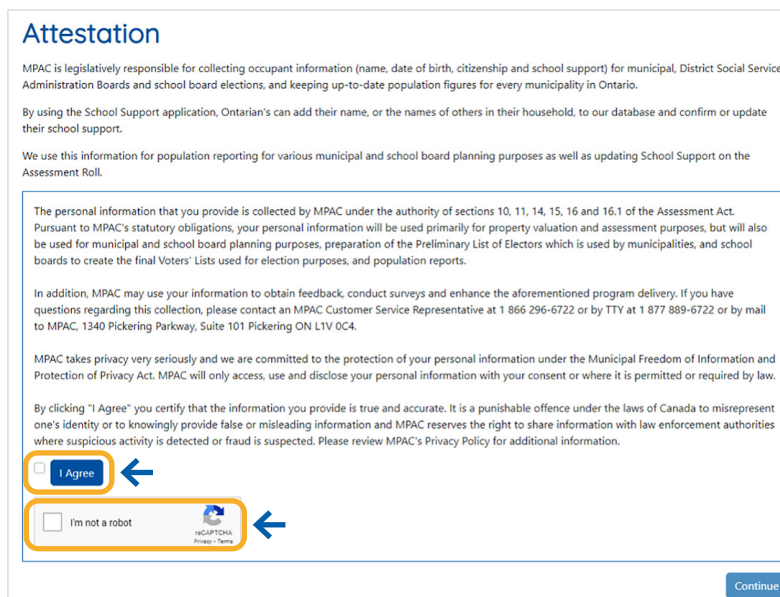 Attestation
MPAC is legislatively responsible for collecting occupant information (name, date of birth, citizenship and school support) for municipal, District Social Service
Administration Boards and school board elections, and keeping up-to-date population figures for every municipality in Ontario.
By using the School Support application, Ontarian's can add their name, or the names of others in their household, to our database and confirm or update
their school support.
We use this information for population reporting for various municipal and school board planning purposes as well as updating School Support on the
Assessment Roll.
The personal information that you provide is collected by MPAC under the authority of sections 10, 11, 14, 15, 16 and 16.1 of the Assessment Act.
Pursuant to MPAC's statutory obligations, your personal information will be used primarily for property valuation and assessment purposes, but will also
be used for municipal and school board planning purposes, preparation of the Preliminary List of Electors which is used by municipalities, and school
boards to create the final Voters' Lists used for election purposes, and population reports.
In addition, MPAC may use your information to obtain feedback, conduct surveys and enhance the aforementioned program delivery. If you have
questions regarding this collection, please contact an MPAC Customer Service Representative at 1 866 296-6722 or by TTY at 1 877 889-6722 or by mail
to MPAC, 1340 Pickering Parkway, Suite 101 Pickering ON L1V 0C4.
MPAC takes privacy very seriously and we are committed to the protection of your personal information under the Municipal Freedom of Information and
Protection of Privacy Act. MPAC will only access, use and disclose your personal information with your consent or where it is permitted or required by law.
By clicking "I Agree" you certify that the information you provide is true and accurate. It is a punishable offence under the laws of Canada to misrepresent
one's identity or to knowingly provide false or misleading information and MPAC reserves the right to share information with law enforcement authorities
where suspicious activity is detected or fraud is suspected. Please review MPAC's Privacy Policy for additional information.
I Agree
I'm not a robot
reCAPTCHA
Privacy - Terms
Continue